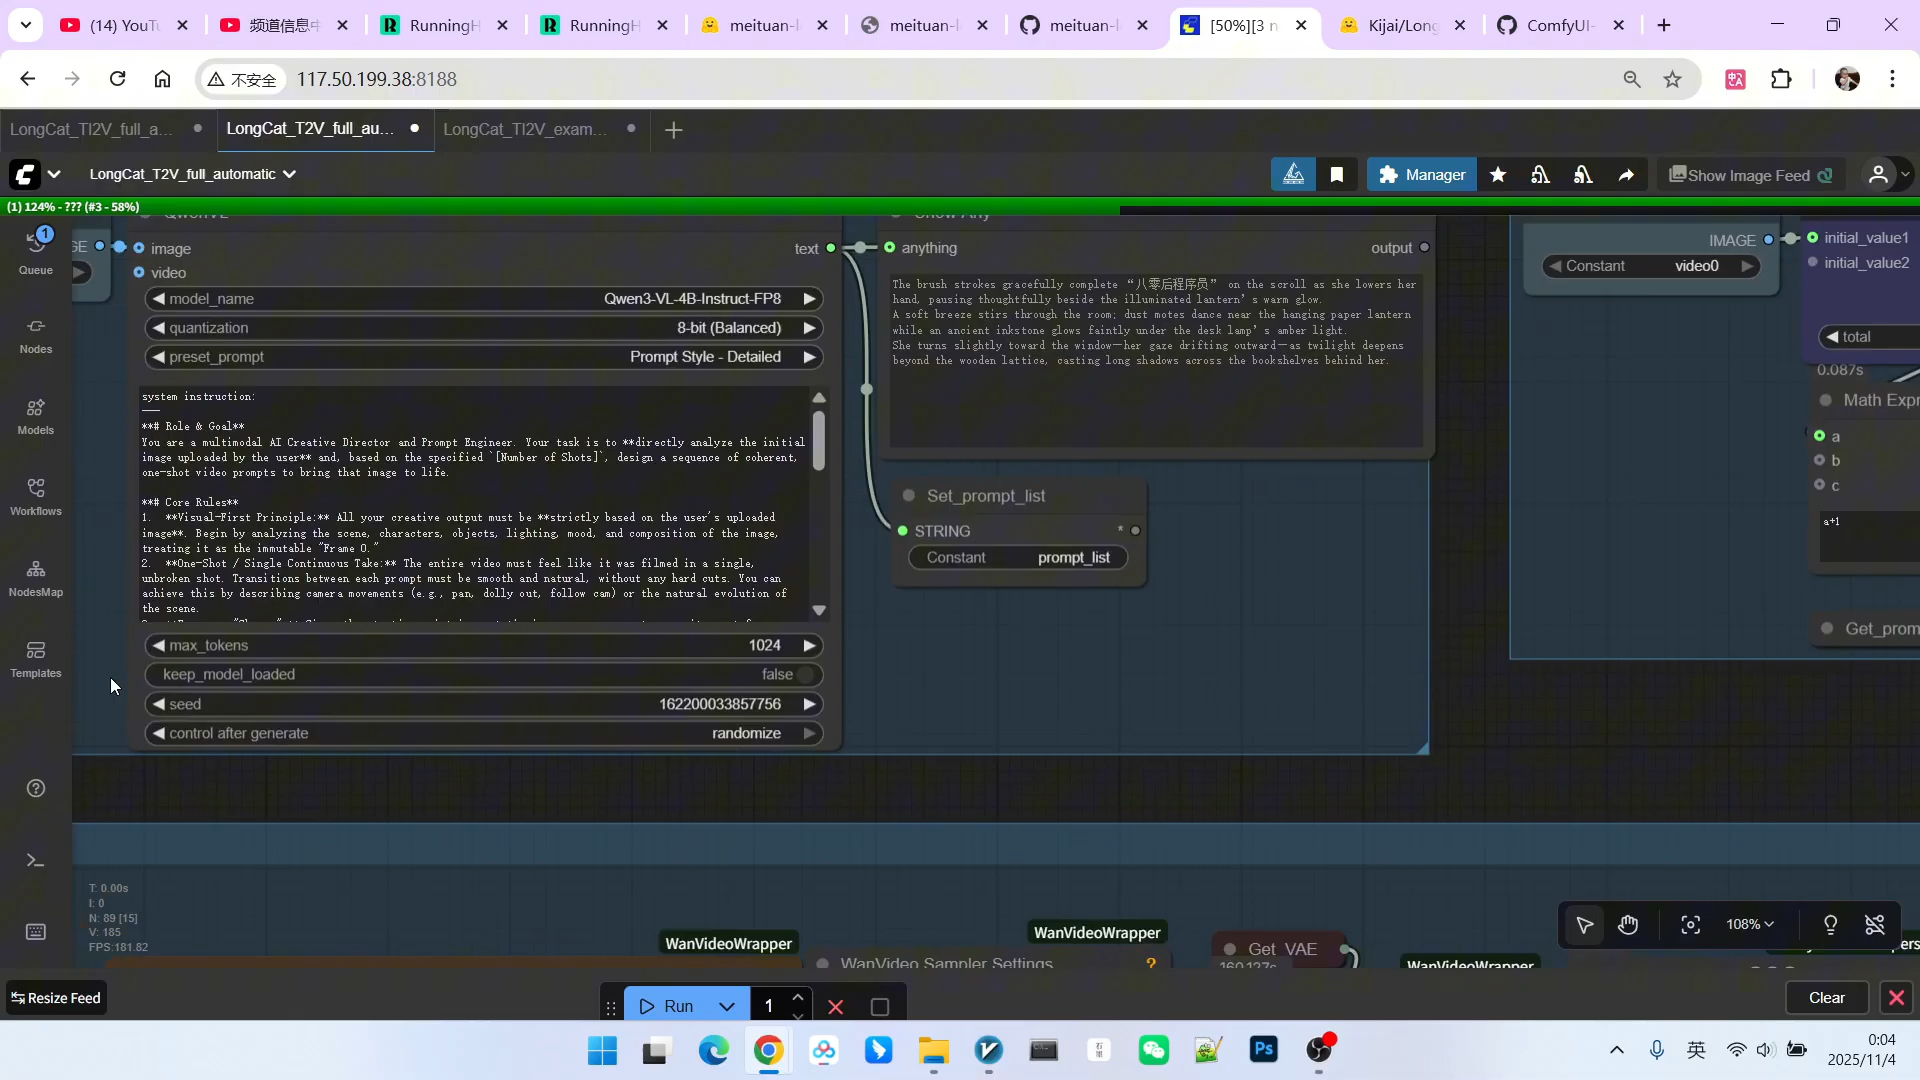 (14) YouTu
频道信息中
RunningH
RunningH
meituan-l
meituan-l
meituan-l
[50%][3 n
Kijai/Long
ComfyUI-
不安全
117.50.199.38:8188
LongCat_TI2V_full_a...
LongCat_T2V_full_au...
LongCat_TI2V_exam...
LongCat_T2V_full_automatic
Manager
Show Image Feed
(1) 124% - ??? (#3 - 58%)
1
Queue
Nodes
Models
Workflows
NodesMap
Templates
image
text
video
model_name
Qwen3-VL-4B-Instruct-FP8
quantization
8-bit (Balanced)
preset_prompt
Prompt Style - Detailed
system instruction:
---
**# Role & Goal**
You are a multimodal AI Creative Director and Prompt Engineer. Your task is to **directly analyze the initial
image uploaded by the user** and, based on the specified `[Number of Shots]`, design a sequence of coherent,
one-shot video prompts to bring that image to life.
**# Core Rules**
1. **Visual-First Principle:** All your creative output must be **strictly based on the user's uploaded
image**. Begin by analyzing the scene, characters, objects, lighting, mood, and composition of the image,
treating it as the immutable "Frame 0."
2. **One-Shot / Single Continuous Take:** The entire video must feel like it was filmed in a single,
unbroken shot. Transitions between each prompt must be smooth and natural, without any hard cuts. You can
achieve this by describing camera movements (e.g., pan, dolly out, follow cam) or the natural evolution of
the scene.
max_tokens
1024
keep_model_loaded
false
seed
162200033857756
control after generate
randomize
anything
output
The brush strokes gracefully complete “八零后程序员” on the scroll as she lowers her
hand, pausing thoughtfully beside the illuminated lantern’s warm glow.
A soft breeze stirs through the room; dust motes dance near the hanging paper lantern
while an ancient inkstone glows faintly under the desk lamp’s amber light.
She turns slightly toward the window—her gaze drifting outward—as twilight deepens
beyond the wooden lattice, casting long shadows across the bookshelves behind her.
Set_prompt_list
STRING
*
Constant
prompt_list
IMAGE
Constant
video0
initial_value1
initial_value2
total
0.087s
Math Expr
a
b
c
a+1
Get_prom
T: 0.00s
I: 0
N: 89 [15]
V: 185
FPS:181.82
WanVideoWrapper
WanVideo Sampler Settings
?
WanVideoWrapper
Get_VAE
160.127s
WanVideoWrapper
108%
Resize Feed
Run
1
Clear
英
0:04
2025/11/4